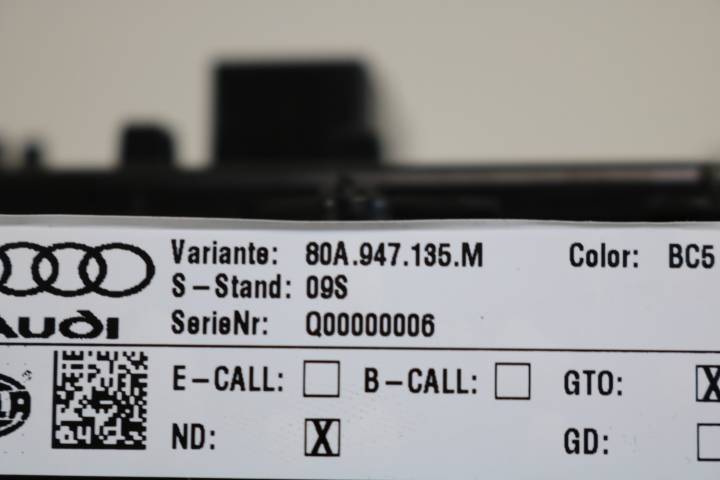 Variante: 80A.947.135.M Color: BC5
S-Stand: 09S
AUDI SerieNr: Q00000006
E-CALL: B-CALL: GTO: X
ND: X GD: